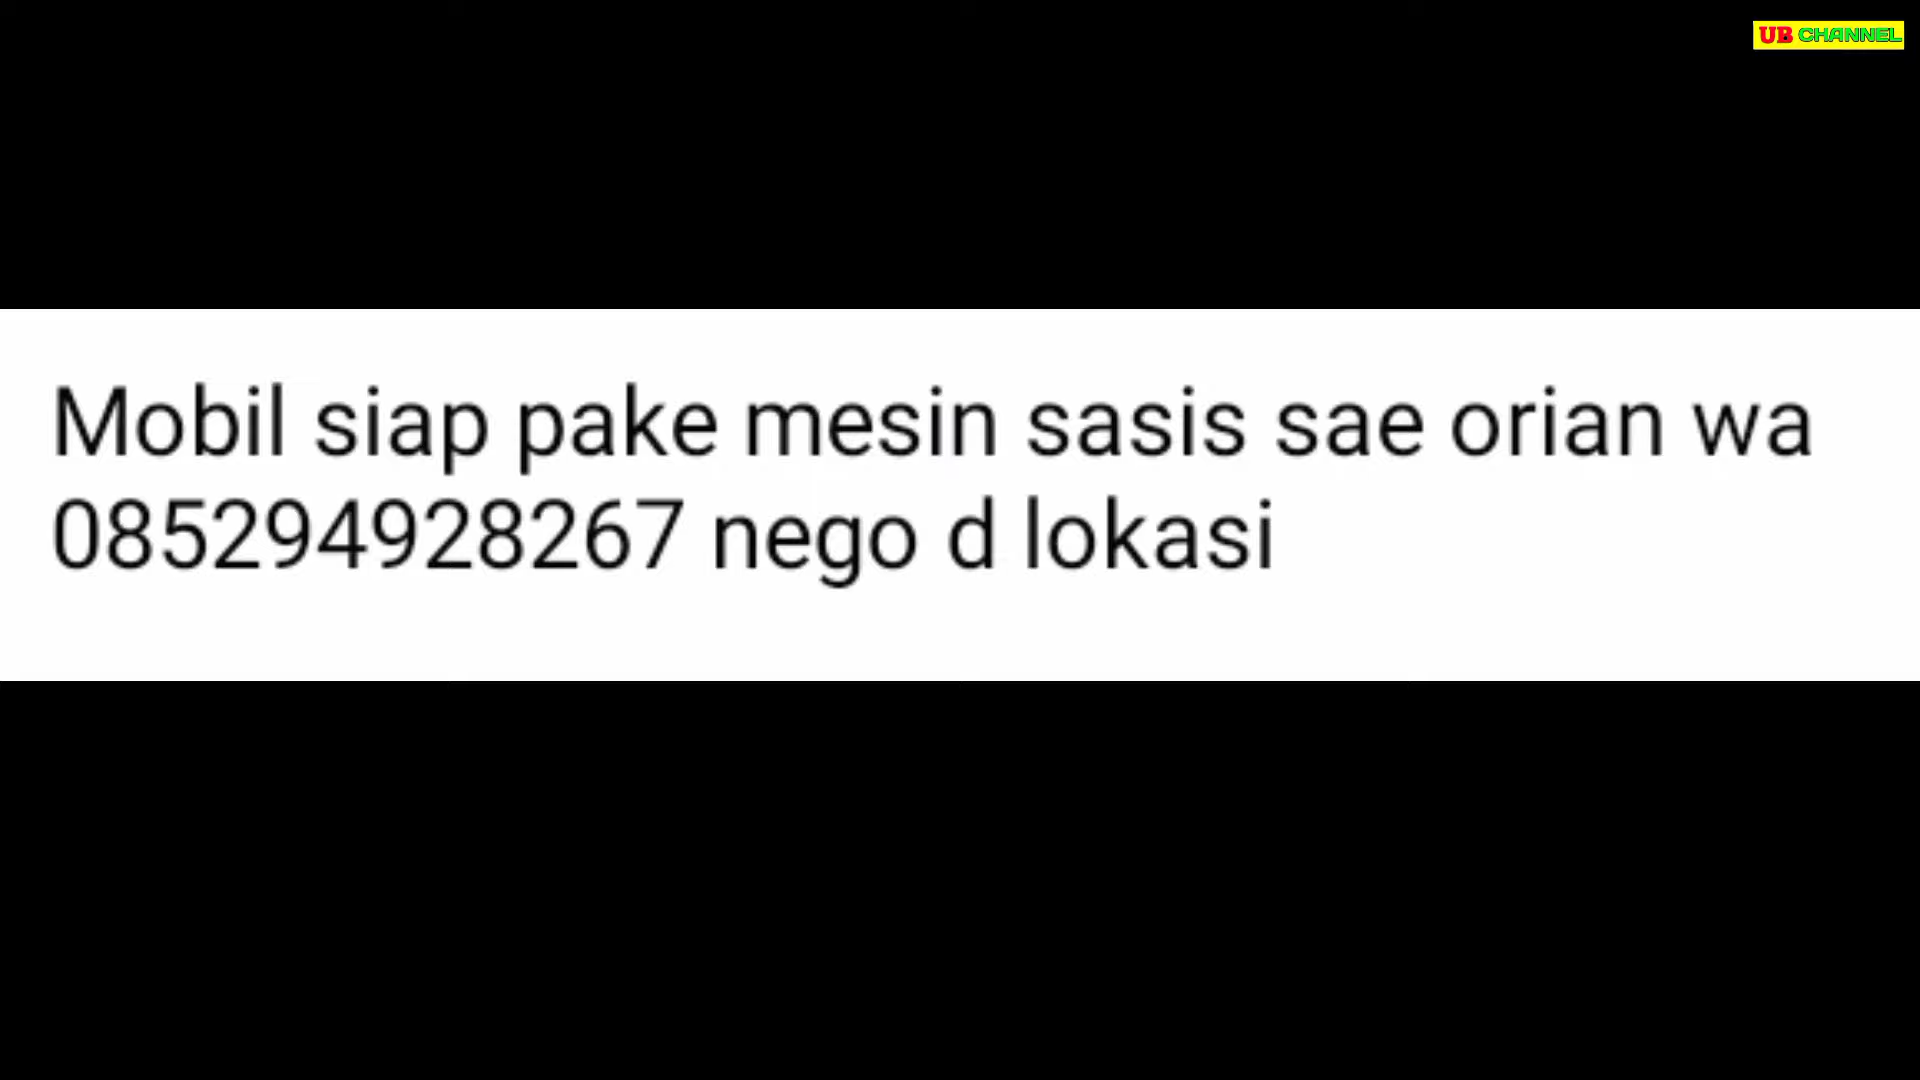 UB CHANNEL
Mobil siap pake mesin sasis sae orian wa
085294928267 nego d lokasi